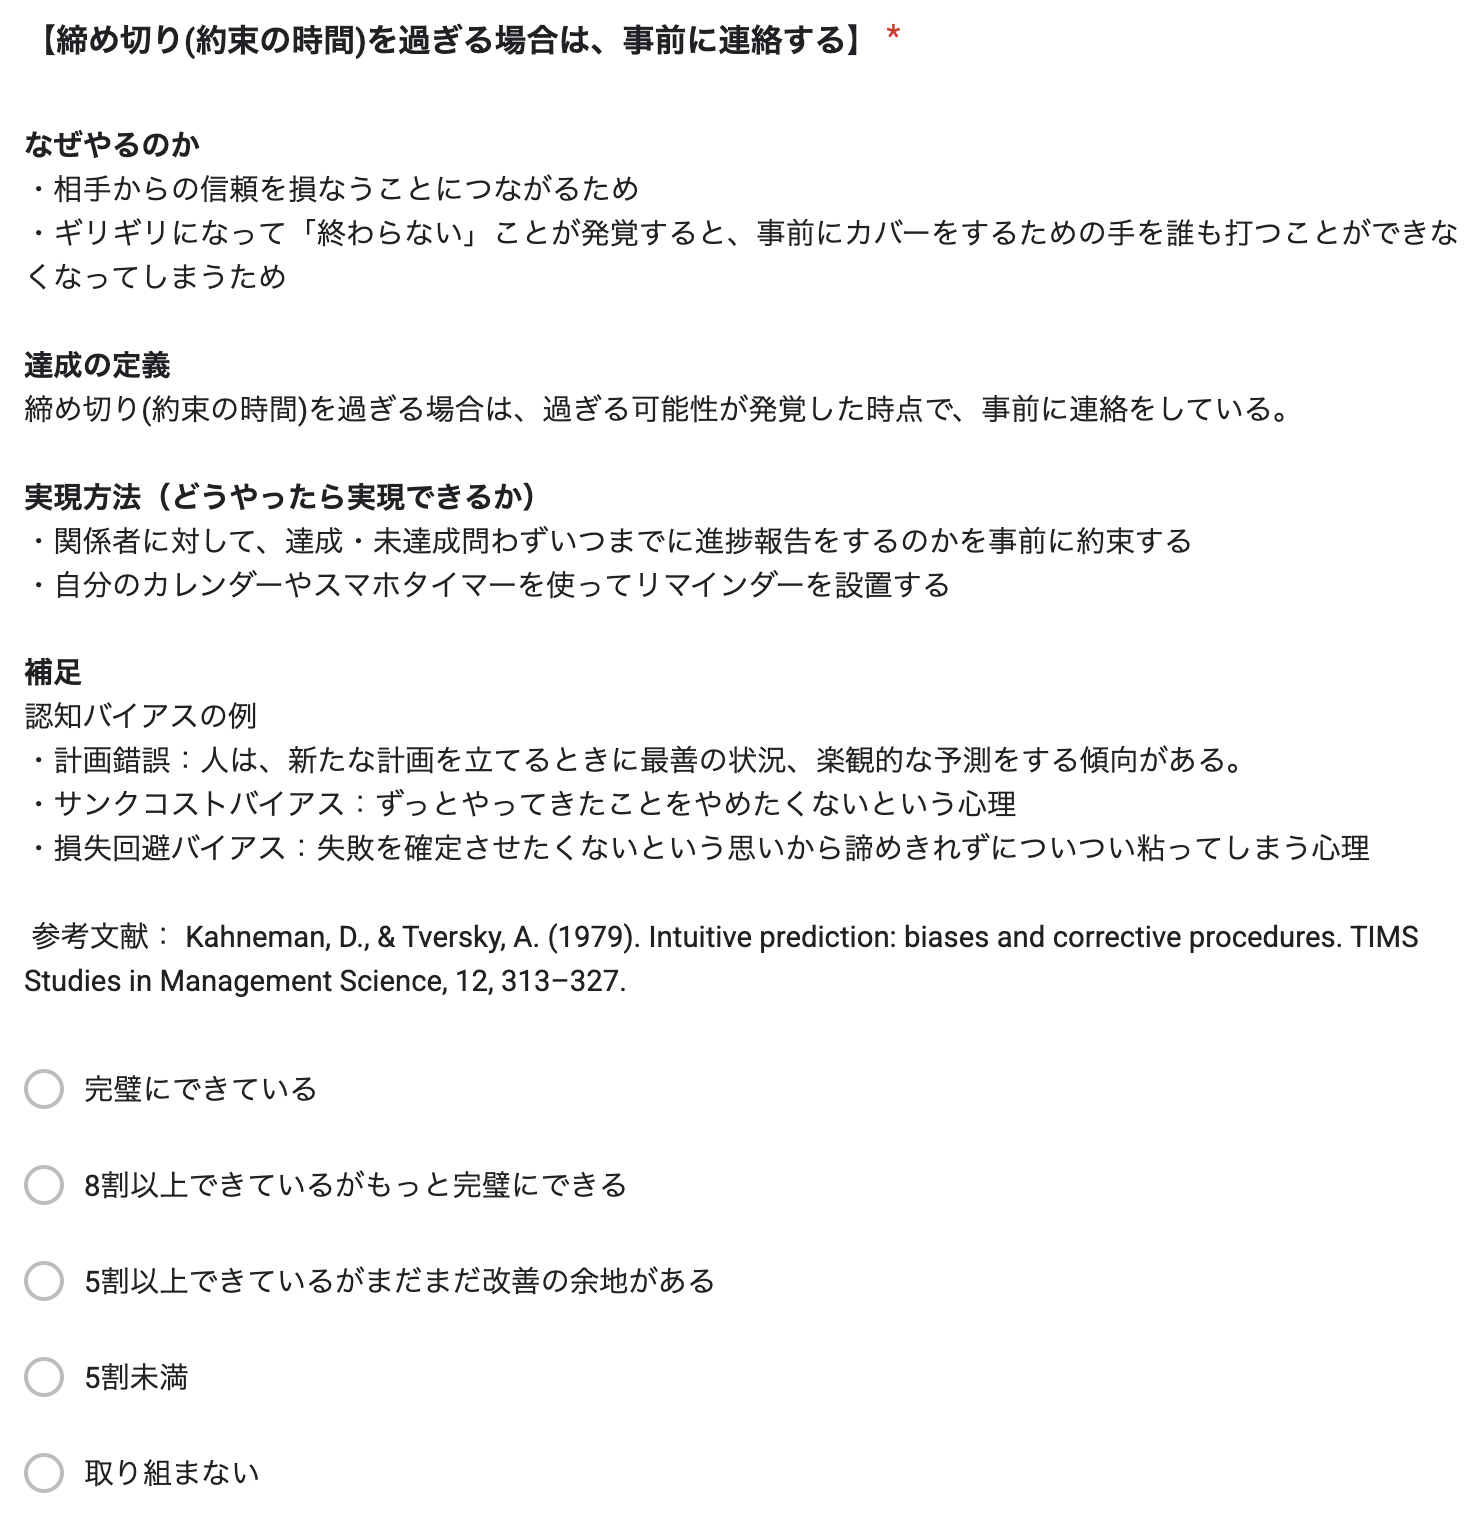 【締め切り(約束の時間)を過ぎる場合は、事前に連絡する】 *
なぜやるのか
・相手からの信頼を損なうことにつながるため
・ギリギリになって「終わらない」ことが発覚すると、事前にカバーをするための手を誰も打つことができな
くなってしまうため
達成の定義
締め切り(約束の時間)を過ぎる場合は、過ぎる可能性が発覚した時点で、事前に連絡をしている。
実現方法（どうやったら実現できるか）
・関係者に対して、達成・未達成問わずいつまでに進捗報告をするのかを事前に約束する
・自分のカレンダーやスマホタイマーを使ってリマインダーを設置する
補足
認知バイアスの例
・計画錯誤：人は、新たな計画を立てるときに最善の状況、楽観的な予測をする傾向がある。
・サンクコストバイアス：ずっとやってきたことをやめたくないという心理
・損失回避バイアス：失敗を確定させたくないという思いから諦めきれずについつい粘ってしまう心理
参考文献： Kahneman, D., & Tversky, A. (1979). Intuitive prediction: biases and corrective procedures. TIMS
Studies in Management Science, 12, 313–327.
完璧にできている
8割以上できているがもっと完璧にできる
5割以上できているがまだまだ改善の余地がある
5割未満
取り組まない